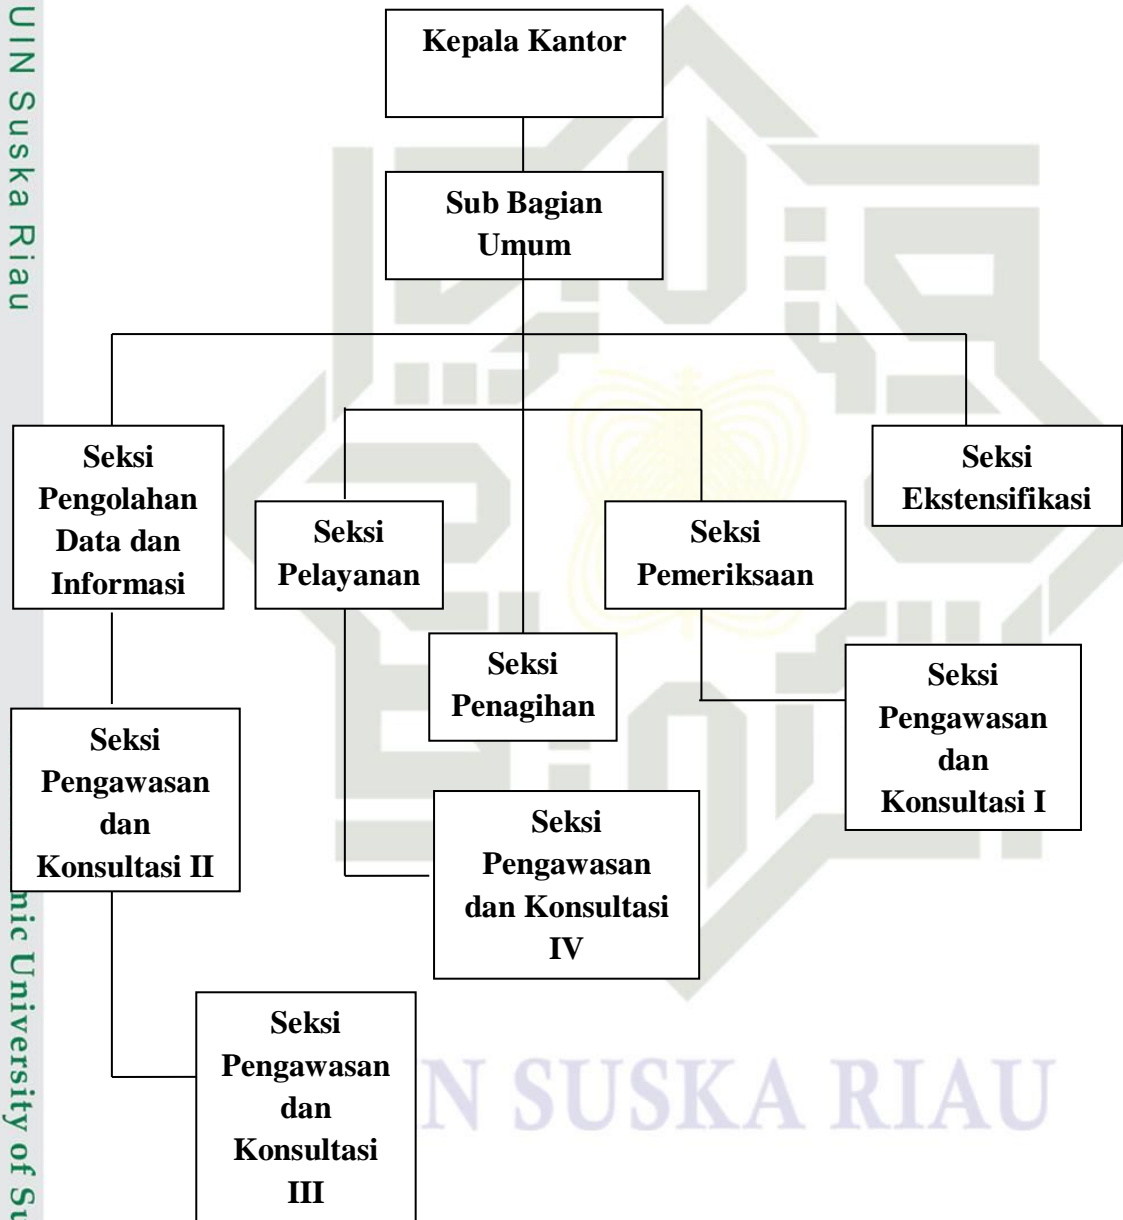 UIN Suska Riau
Kepala Kantor
Sub Bagian
Umum
Seksi
Pengolahan
Data dan
Informasi
Seksi
Pelayanan
Seksi
Pemeriksaan
Seksi
Ekstensifikasi
Seksi
Penagihan
Seksi
Pengawasan
dan
Konsultasi I
Seksi
Pengawasan
dan
Konsultasi II
Seksi
Pengawasan
dan Konsultasi
IV
Seksi
Pengawasan
dan
Konsultasi
III
University of
N SUSKA RIAU